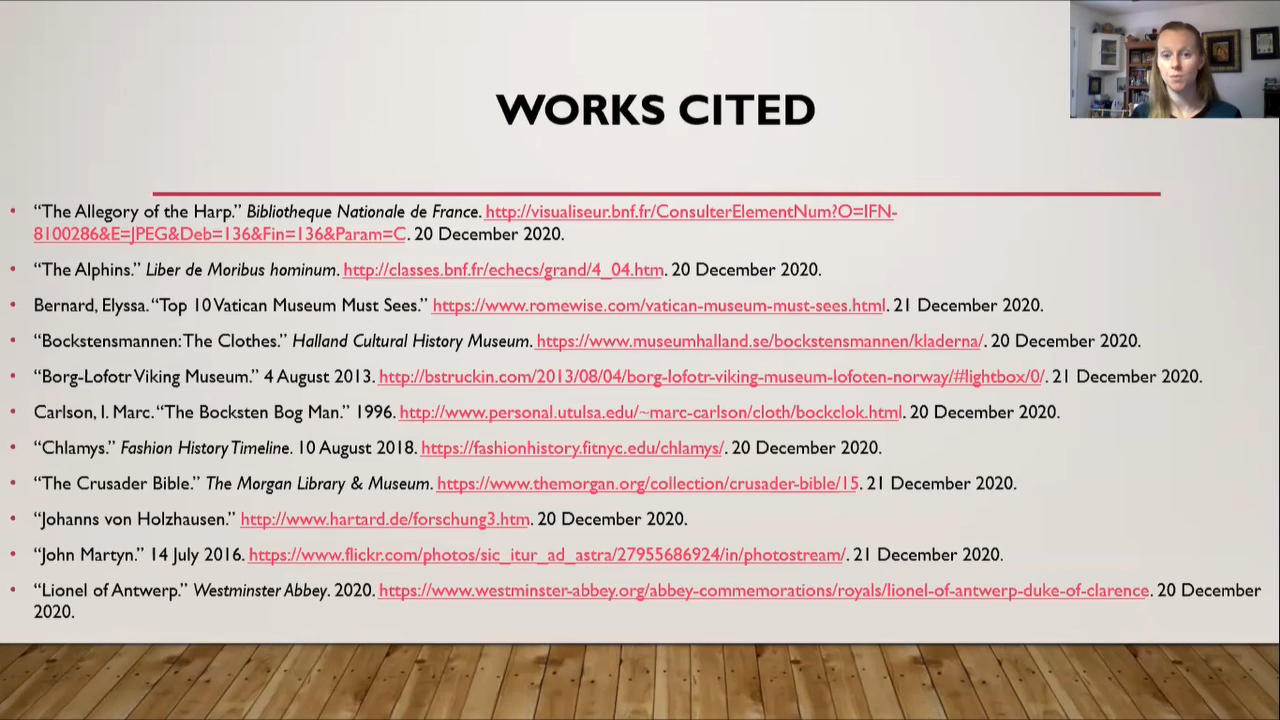 WORKS CITED
• “The Allegory of the Harp.” Bibliotheque Nationale de France. http://visualiseur.bnf.fr/ConsulterElementNum?O=IFN-
8100286&E=JPEG&Deb=136&Fin=136&Param=C. 20 December 2020.
• “The Alphins.” Liber de Moribus hominum. http://classes.bnf.fr/echecs/grand/4_04.htm. 20 December 2020.
• Bernard, Elyssa. “Top 10 Vatican Museum Must Sees.” https://www.romewise.com/vatican-museum-must-sees.html. 21 December 2020.
• “Bockstensmannen: The Clothes.” Halland Cultural History Museum. https://www.museumhalland.se/bockstensmannen/kladerna/. 20 December 2020.
• “Borg-Lofotr Viking Museum.” 4 August 2013. http://bstruckin.com/2013/08/04/borg-lofotr-viking-museum-lofoten-norway/#lightbox/0/. 21 December 2020.
• Carlson, I. Marc. “The Bocksten Bog Man.” 1996. http://www.personal.utulsa.edu/~marc-carlson/cloth/bockclok.html. 20 December 2020.
• “Chlamys.” Fashion History Timeline. 10 August 2018. https://fashionhistory.fitnyc.edu/chlamys/. 20 December 2020.
• “The Crusader Bible.” The Morgan Library & Museum. https://www.themorgan.org/collection/crusader-bible/15. 21 December 2020.
• “Johanns von Holzhausen.” http://www.hartard.de/forschung3.htm. 20 December 2020.
• “John Martyn.” 14 July 2016. https://www.flickr.com/photos/sic_itur_ad_astra/27955686924/in/photostream/. 21 December 2020.
• “Lionel of Antwerp.” Westminster Abbey. 2020. https://www.westminster-abbey.org/abbey-commemorations/royals/lionel-of-antwerp-duke-of-clarence. 20 December
2020.